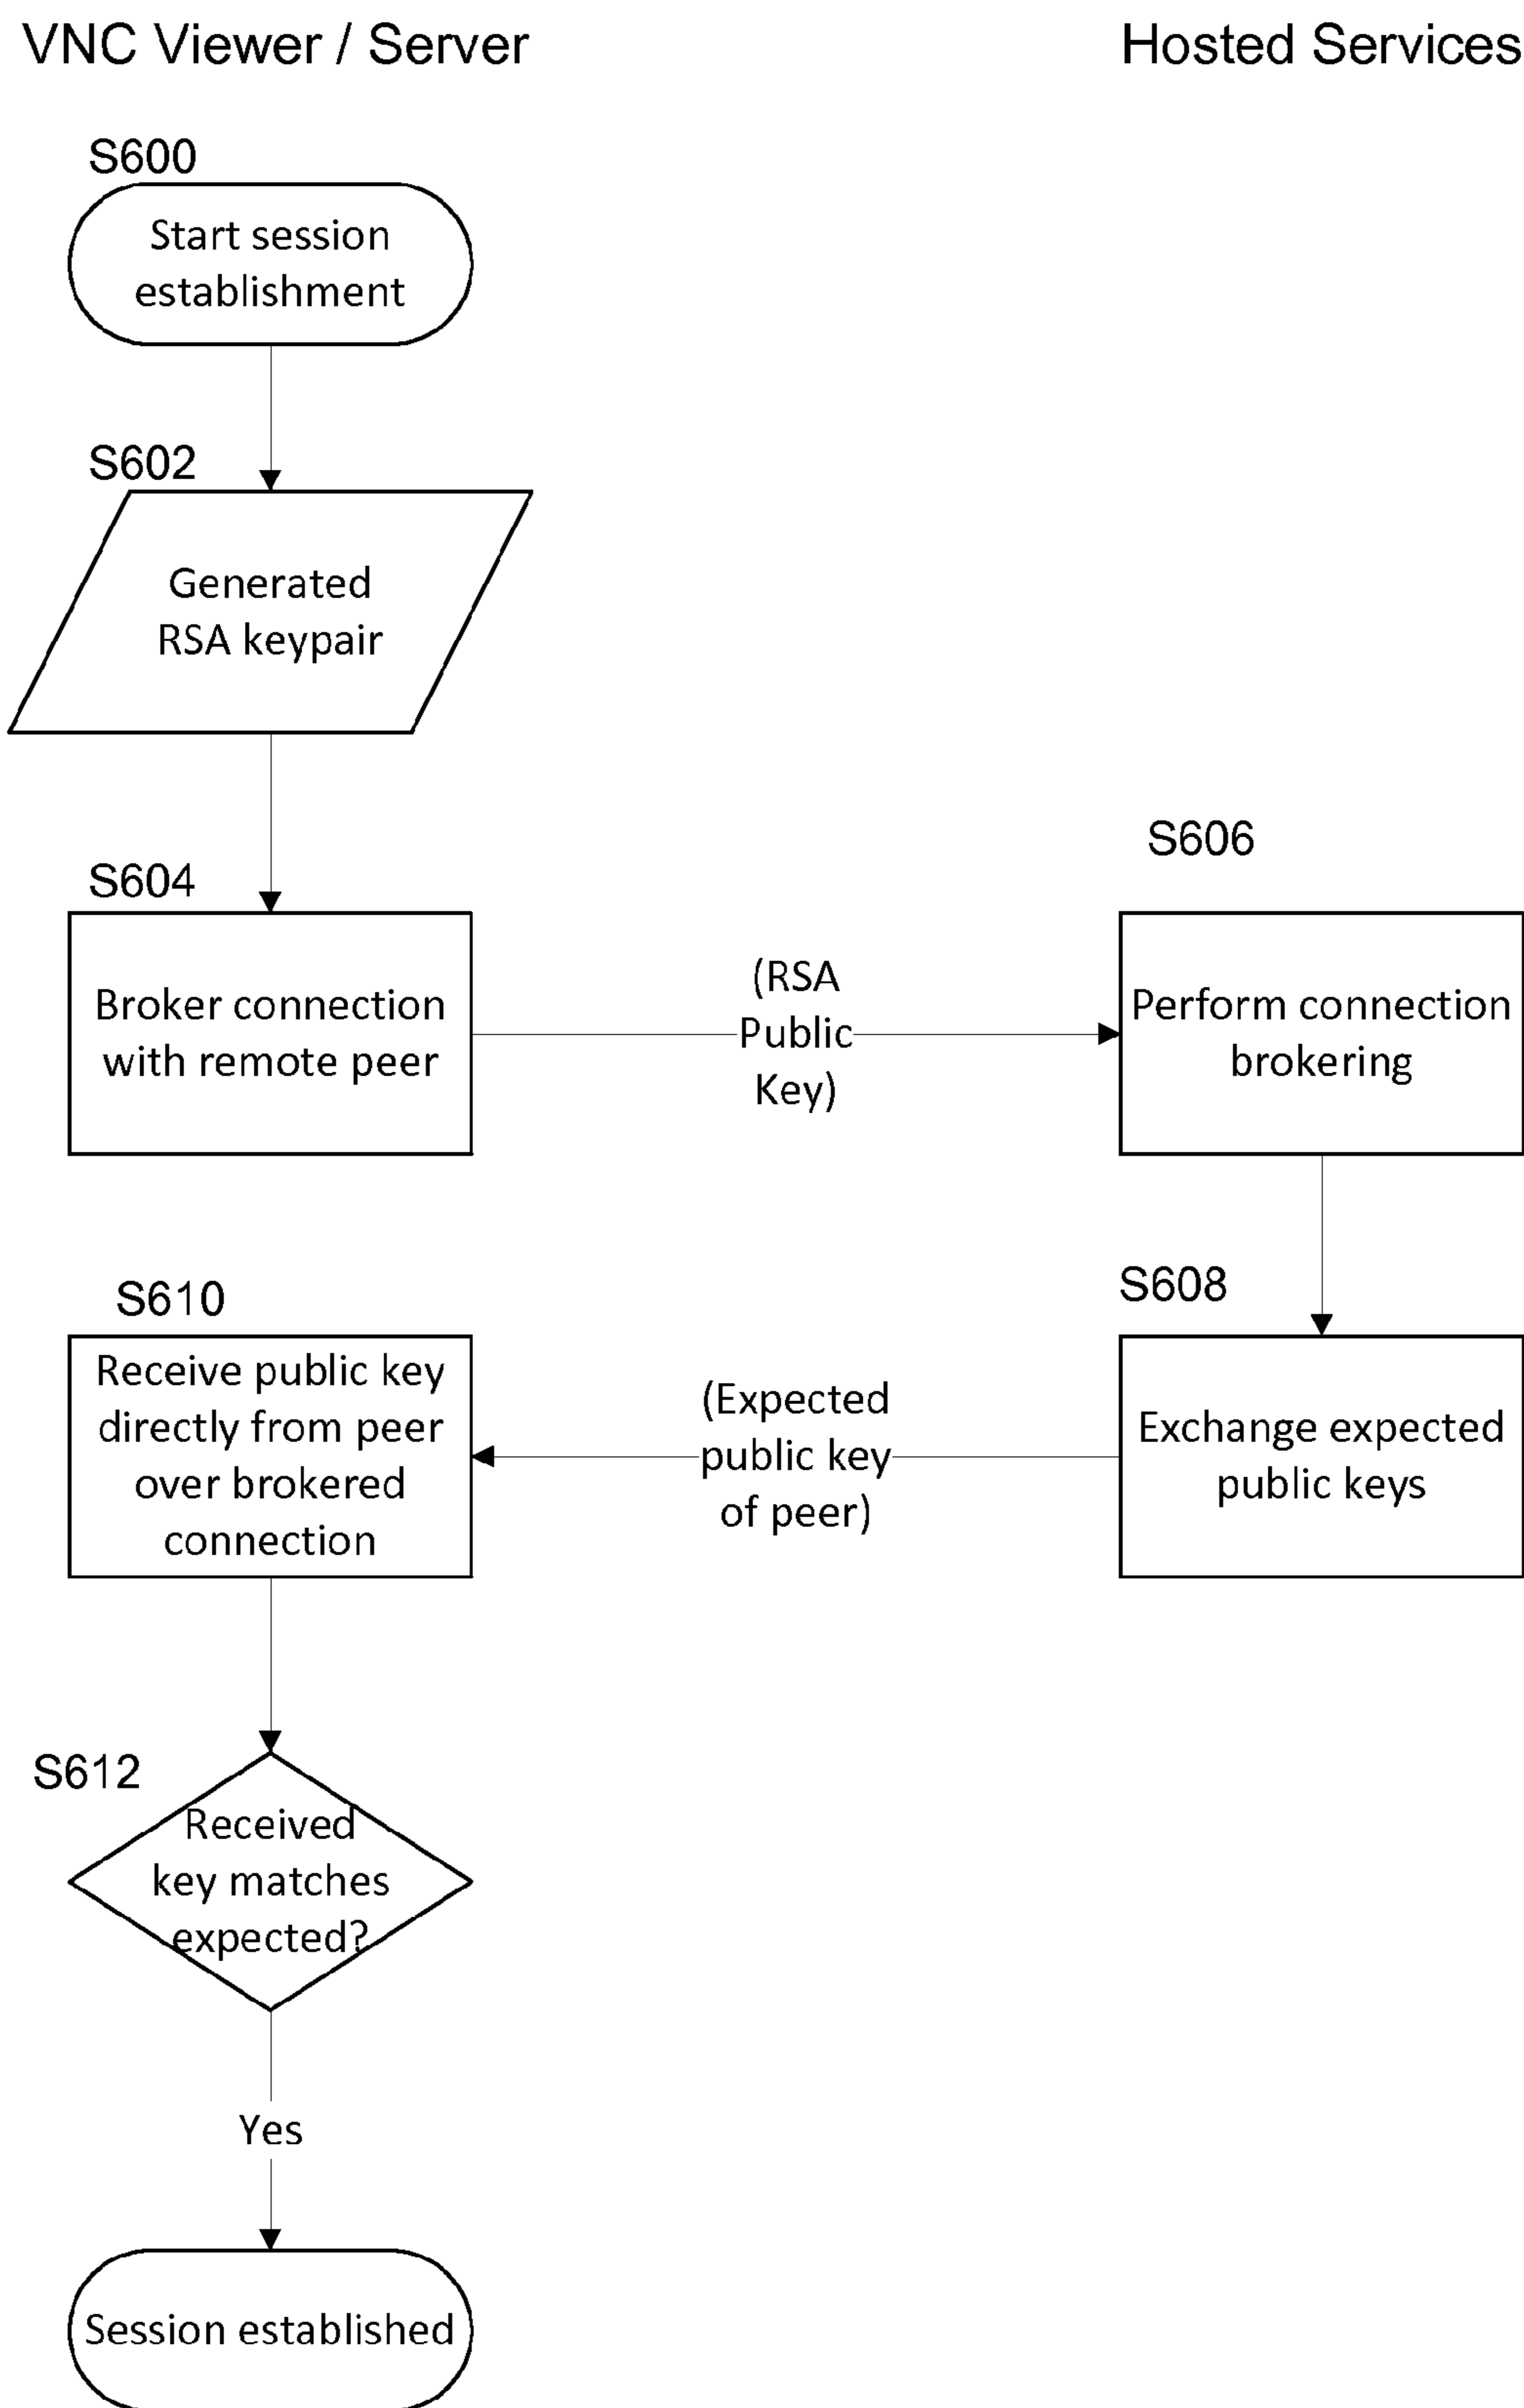 VNC Viewer / Server
Hosted Services
S600
Start session
establishment
S602
Generated
RSA keypair
S604
Broker connection
with remote peer
(RSA
Public
Key)
S606
Perform connection
brokering
S608
Exchange expected
public keys
(Expected
public key
of peer)
S610
Receive public key
directly from peer
over brokered
connection
S612
Received
key matches
expected?
Yes
Session established